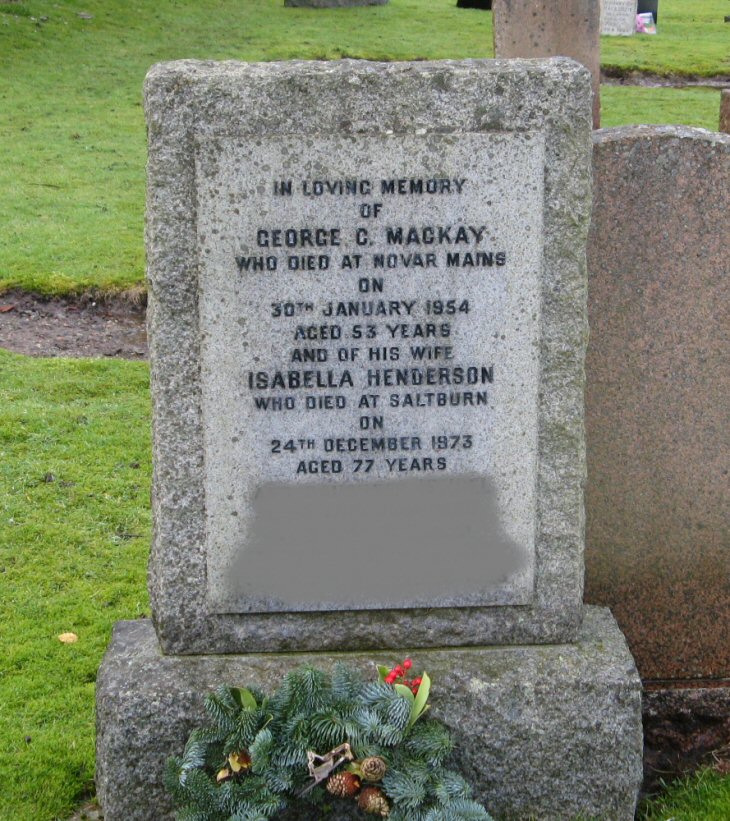 IN LOVING MEMORY
OF
GEORGE C. MACKAY
WHO DIED AT NOVAR MAINS
ON
30TH JANUARY 1954
AGED 53 YEARS
AND OF HIS WIFE
ISABELLA HENDERSON
WHO DIED AT SALTBURN
ON
24TH DECEMBER 1973
AGED 77 YEARS